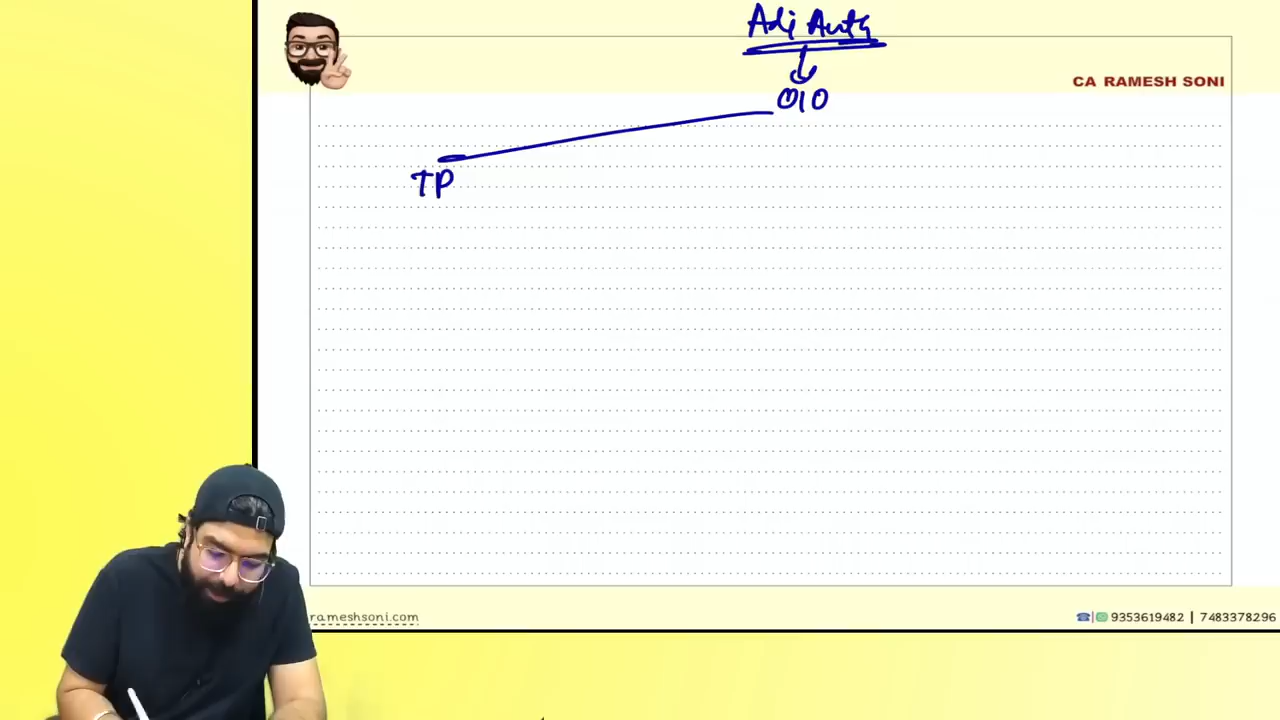 Adj Auth
CA RAMESH SONI
OIO
TP
rameshsoni.com
9353619482 | 7483378296